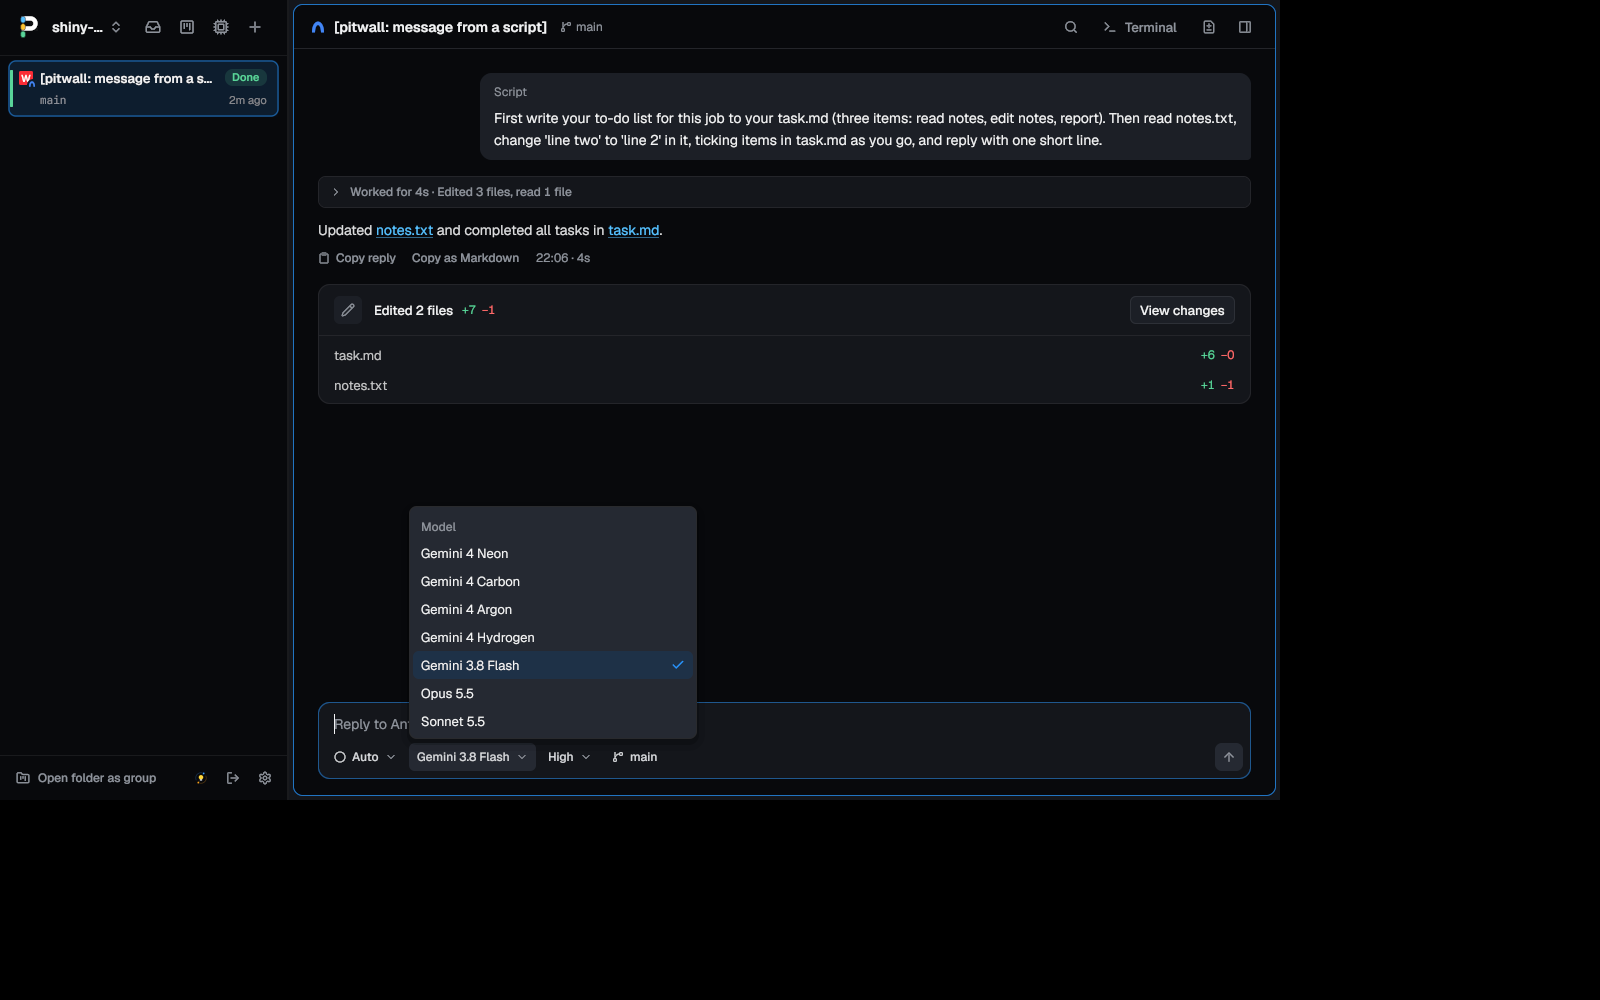 shiny-...
[pitwall: message from a s...
Done
main
2m ago
Open folder as group
[pitwall: message from a script]
main
Terminal
Script
First write your to-do list for this job to your task.md (three items: read notes, edit notes, report). Then read notes.txt,
change 'line two' to 'line 2' in it, ticking items in task.md as you go, and reply with one short line.
Worked for 4s · Edited 3 files, read 1 file
Updated notes.txt and completed all tasks in task.md.
Copy reply
Copy as Markdown
22:06 · 4s
Edited 2 files +7 −1
View changes
task.md
+6 −0
notes.txt
+1 −1
Model
Gemini 4 Neon
Gemini 4 Carbon
Gemini 4 Argon
Gemini 4 Hydrogen
Gemini 3.8 Flash
Opus 5.5
Sonnet 5.5
Reply to
Auto
Gemini 3.8 Flash
High
main